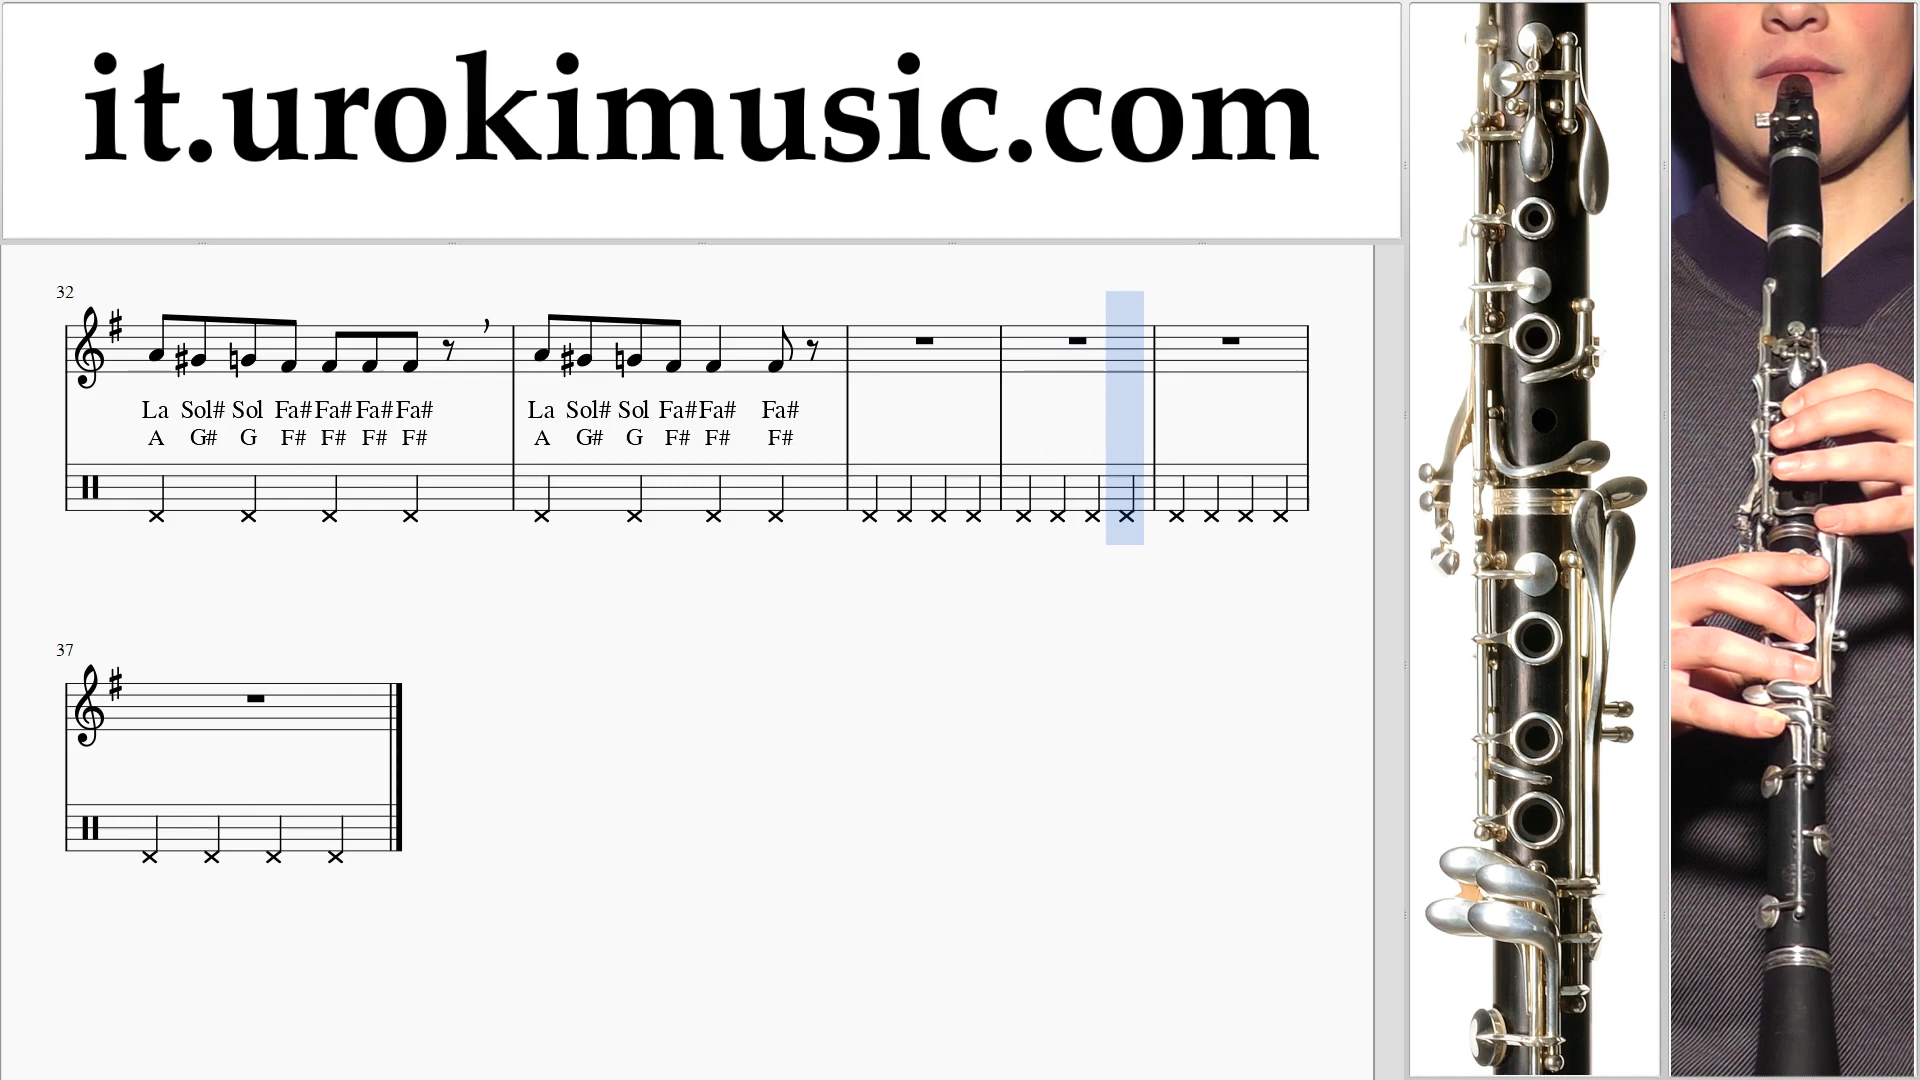 it.urokimusic.com
32
La Sol# Sol Fa# Fa# Fa# Fa# La Sol# Sol Fa# Fa# Fa#
A G# G F# F# F# F# A G# G F# F# F#
37